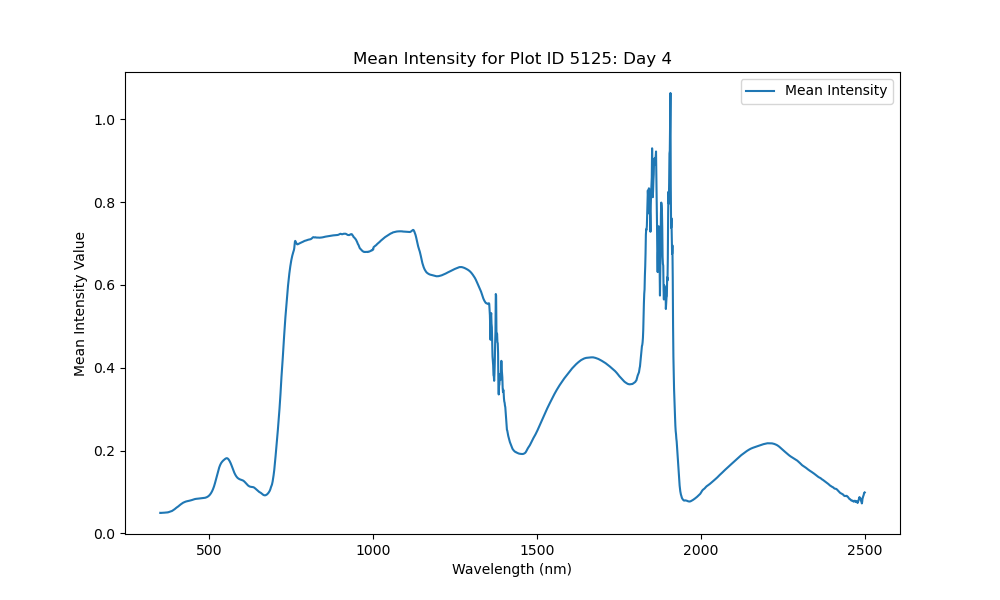 Mean Intensity for Plot ID 5125: Day 4
Mean Intensity
Mean Intensity Value
1.0
0.8
0.6
0.4
0.2
0.0
500
1000
1500
2000
2500
Wavelength (nm)